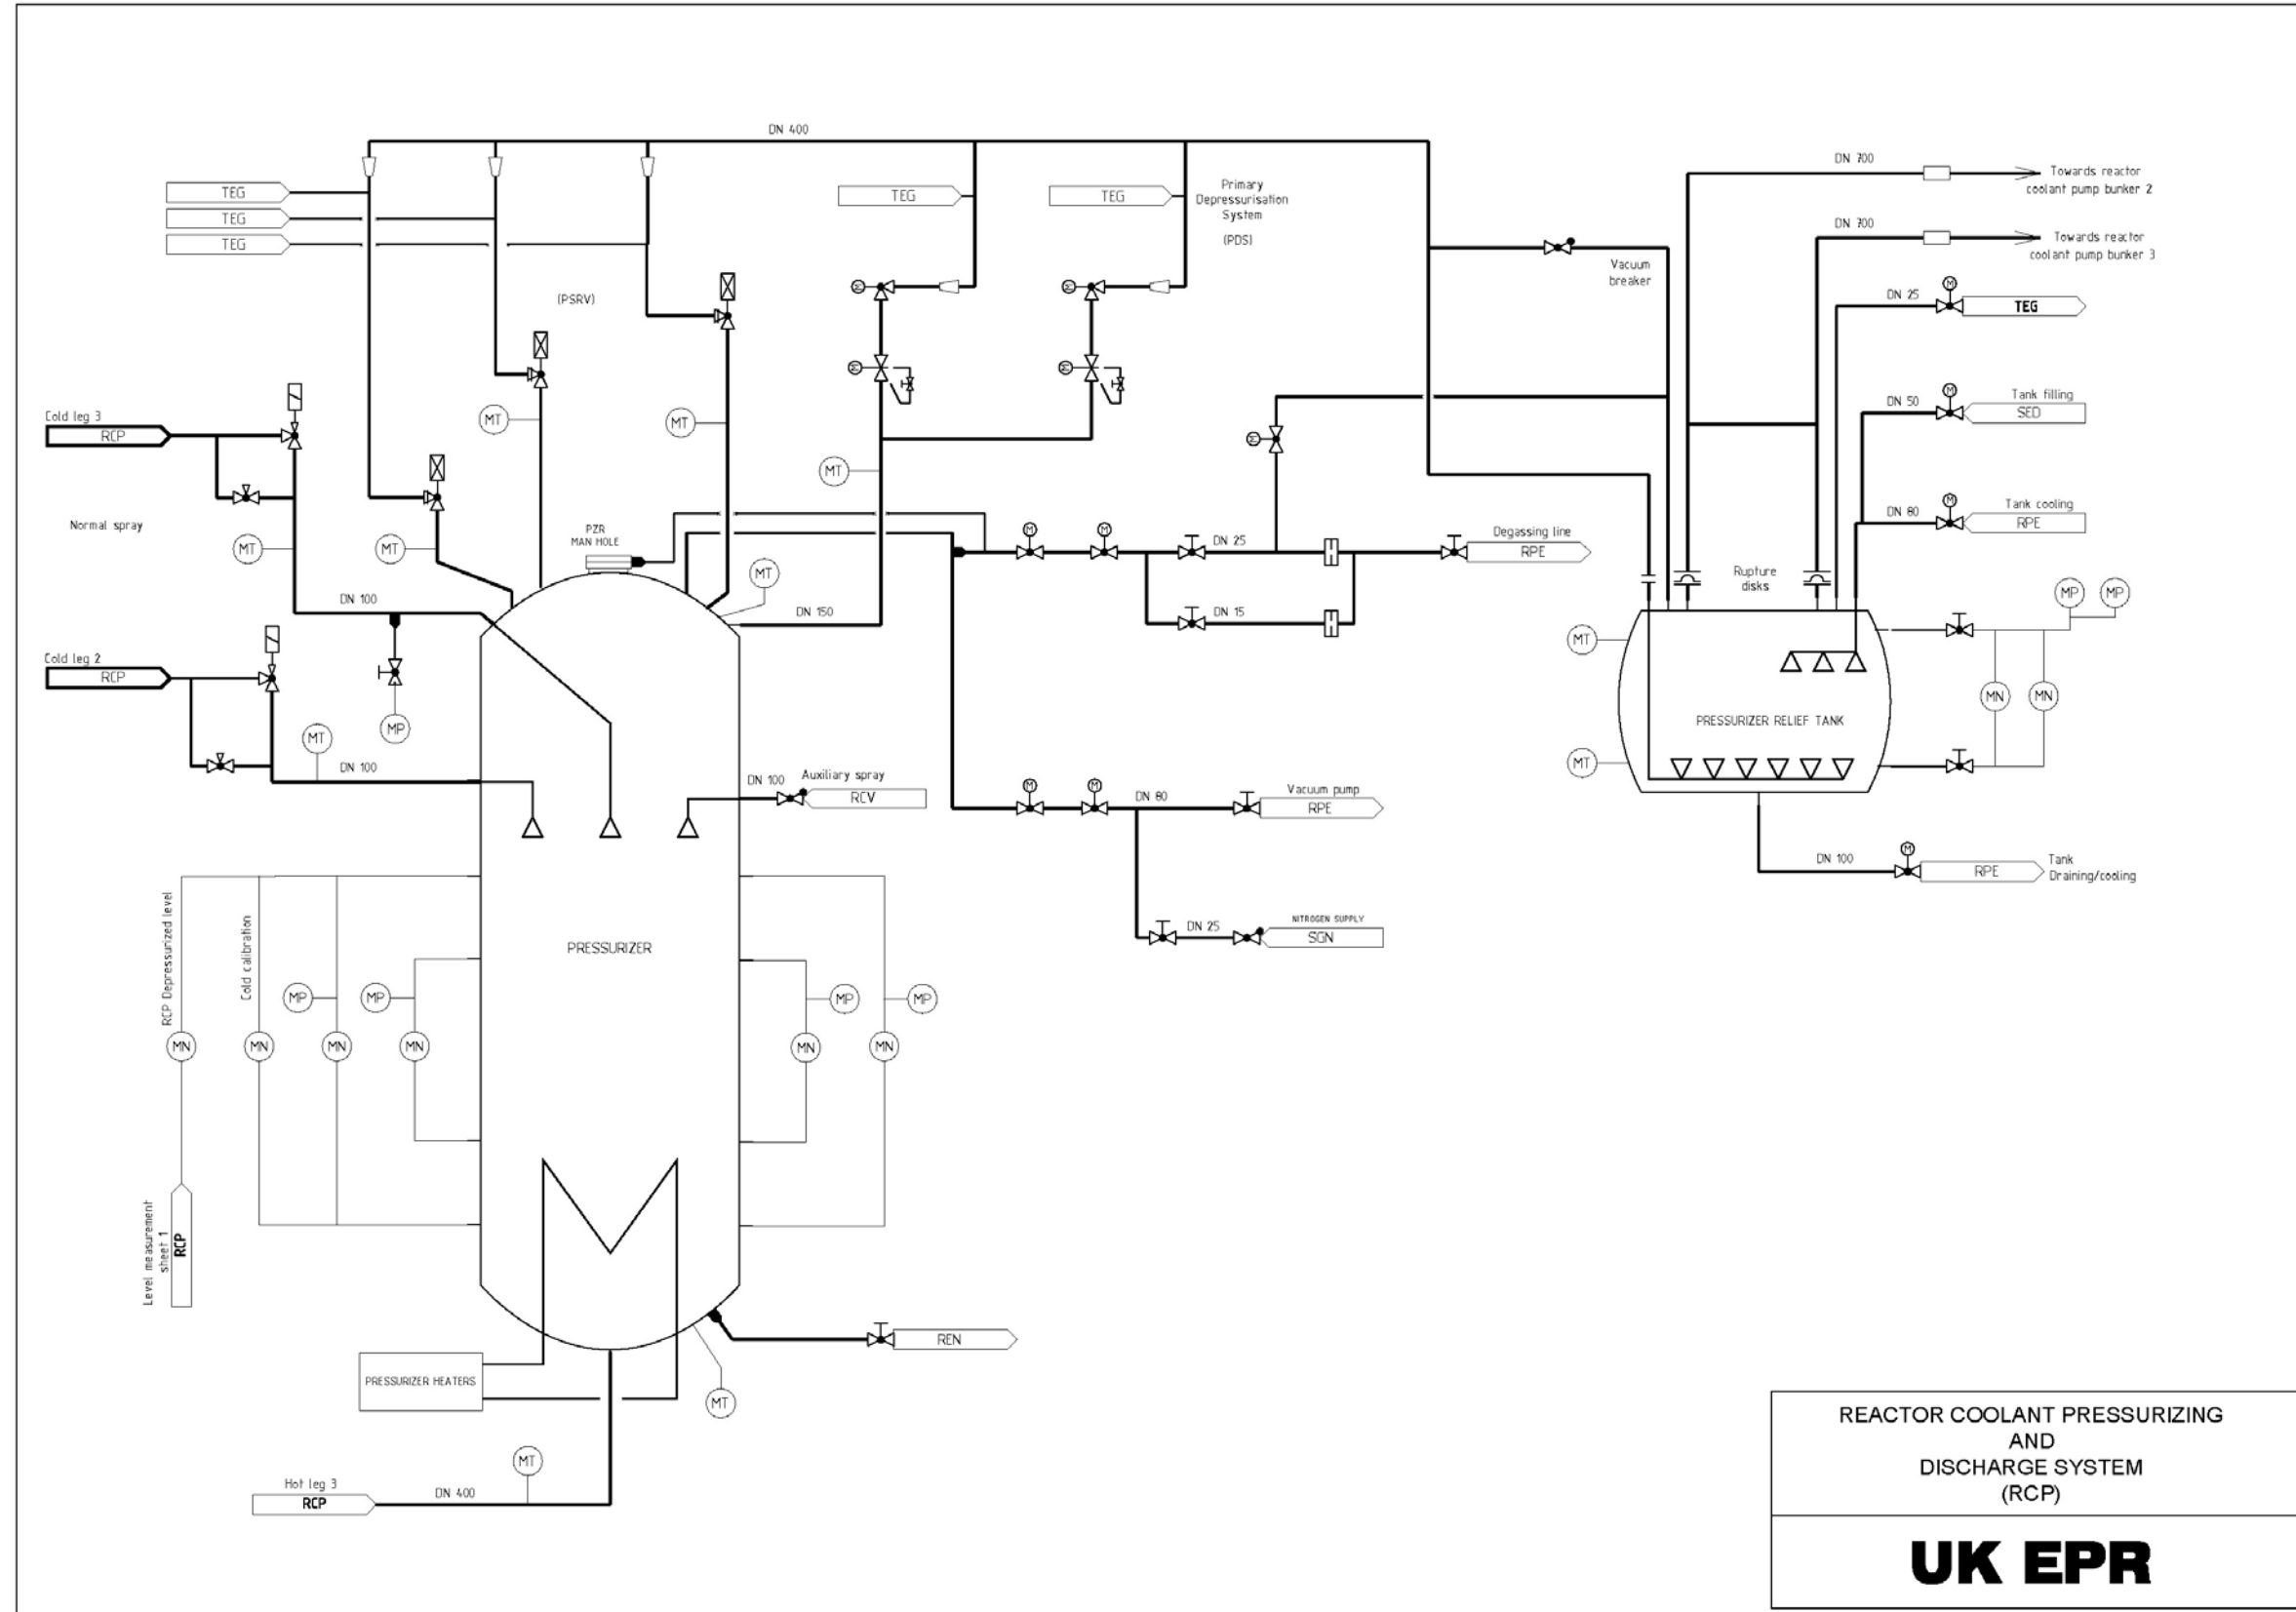 DN 400
DN 700
Towards reactor
coolant pump bunker 2
TEG
TEG
TEG
TEG
TEG
Primary
Depressurisation
System
(PDS)
DN 700
Towards reactor
coolant pump bunker 3
Vacuum
breaker
(PSRV)
M
M
M
DN 25
TEG
M
M
Cold leg 3
RCP
MT
MT
MT
M
M
DN 50
Tank filling
SED
Normal spray
MT
MT
PZR
MAN HOLE
M
M
DN 25
Degassing line
RPE
M
DN 80
Tank cooling
RPE
MT
Rupture
disks
MP
MP
DN 100
DN 150
DN 15
MT
Cold leg 2
RCP
MP
MN
MN
PRESSURIZER RELIEF TANK
MT
DN 100
MT
DN 100
Auxiliary spray
RCV
M
M
DN 80
Vacuum pump
RPE
M
DN 100
RPE
Tank
Draining/cooling
RCP Depressurized level
Cold calibration
PRESSURIZER
DN 25
NITROGEN SUPPLY
SGN
MP
MP
MP
MP
MN
MN
MN
MN
MN
MN
Level measurement
sheet 1
RCP
REN
PRESSURIZER HEATERS
MT
MT
Hot leg 3
RCP
DN 400
REACTOR COOLANT PRESSURIZING
AND
DISCHARGE SYSTEM
(RCP)
UK EPR